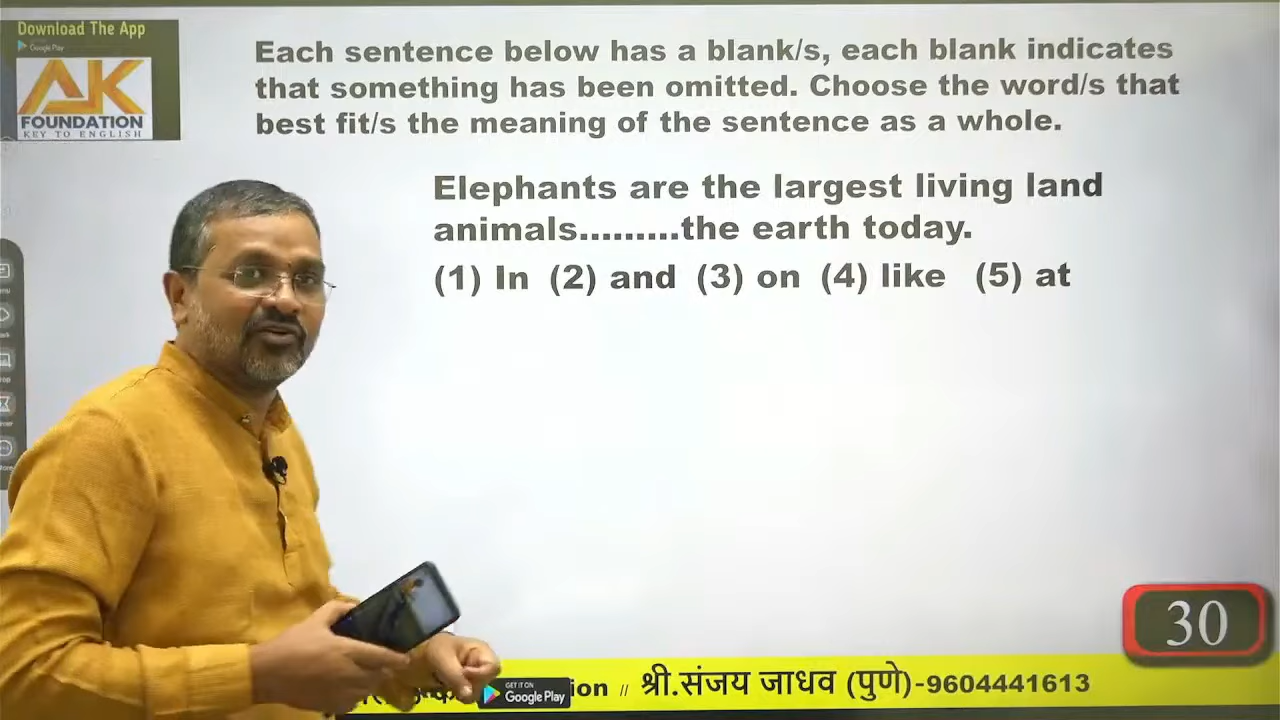 Download The App
Google Play
AK
FOUNDATION
KEY TO ENGLISH
Each sentence below has a blank/s, each blank indicates
that something has been omitted. Choose the word/s that
best fit/s the meaning of the sentence as a whole.
Elephants are the largest living land
animals.........the earth today.
(1) In (2) and (3) on (4) like (5) at
30
GET IT ON
Google Play
ion // श्री.संजय जाधव (पुणे)-9604441613